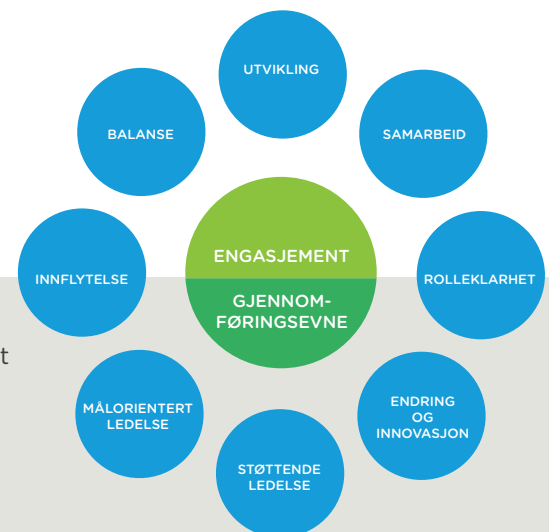 UTVIKLING
BALANSE
SAMARBEID
ENGASJEMENT
INNFLYTELSE
ROLLEKLARHET
GJENNOM-
FØRINGSEVNE
t
MÅLORIENTERT
LEDELSE
ENDRING
OG
INNOVASJON
STØTTENDE
LEDELSE